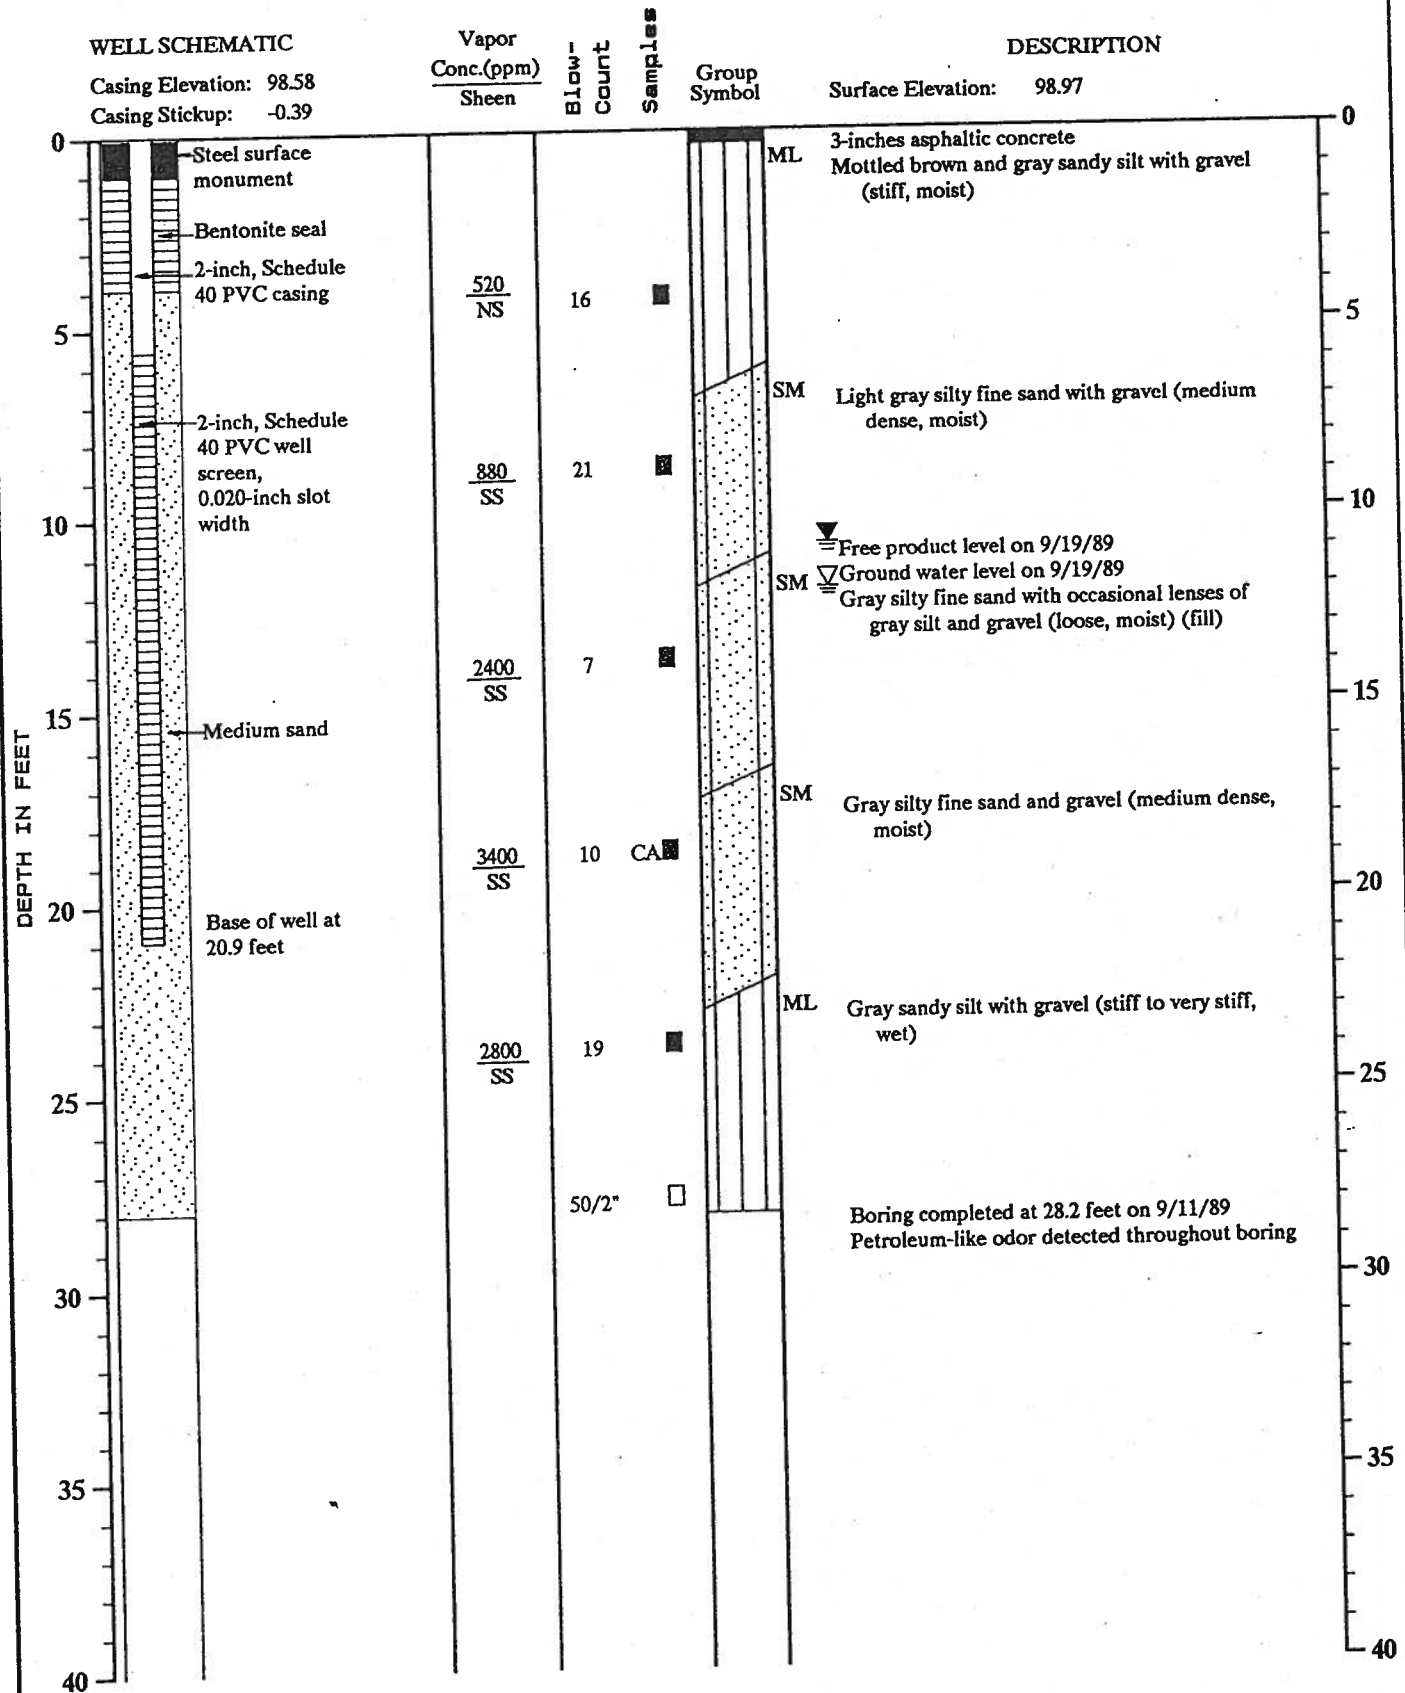 WELL SCHEMATIC
Casing Elevation: 98.58
Casing Stickup: -0.39
Vapor
Conc.(ppm)
Sheen
Blow-
Count
Samples
Group
Symbol
DESCRIPTION
Surface Elevation: 98.97
DEPTH IN FEET
0
5
10
15
20
25
30
35
40
Steel surface
monument
Bentonite seal
2-inch, Schedule
40 PVC casing
2-inch, Schedule
40 PVC well
screen,
0.020-inch slot
width
Medium sand
Base of well at
20.9 feet
520
NS
16
880
SS
21
2400
SS
7
3400
SS
10
CA
2800
SS
19
50/2"
ML
3-inches asphaltic concrete
Mottled brown and gray sandy silt with gravel
(stiff, moist)
SM
Light gray silty fine sand with gravel (medium
dense, moist)
Free product level on 9/19/89
SM
Ground water level on 9/19/89
Gray silty fine sand with occasional lenses of
gray silt and gravel (loose, moist) (fill)
SM
Gray silty fine sand and gravel (medium dense,
moist)
ML
Gray sandy silt with gravel (stiff to very stiff,
wet)
Boring completed at 28.2 feet on 9/11/89
Petroleum-like odor detected throughout boring
0
5
10
15
20
25
30
35
40